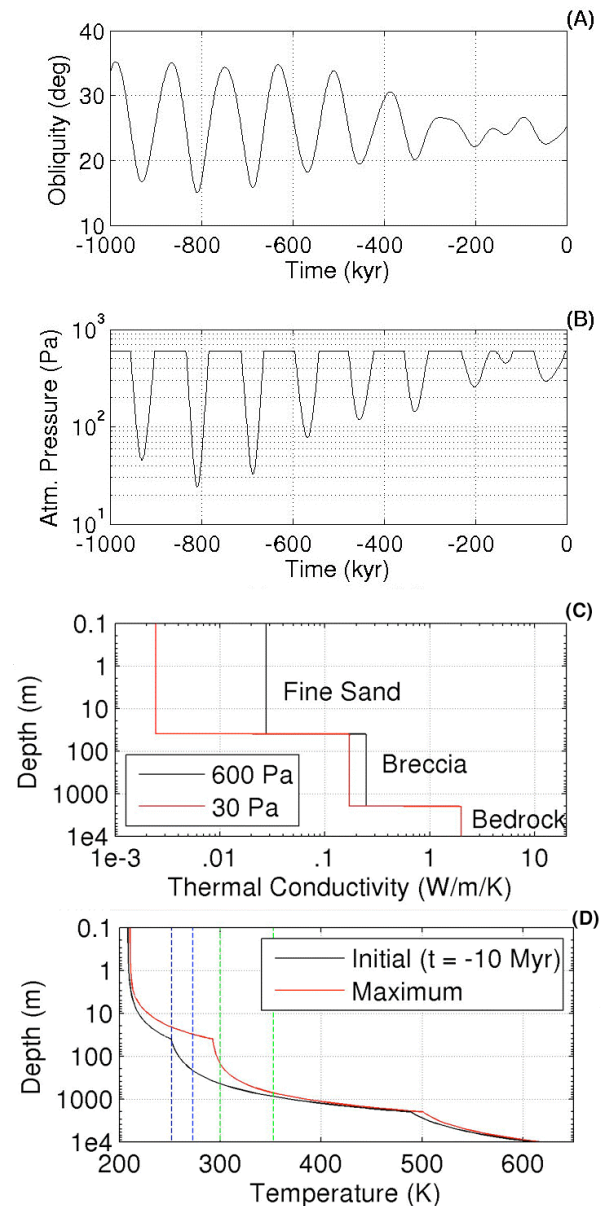 (A)
40
30
20
10
Obliquity (deg)
-1000 -800 -600 -400 -200 0
Time (kyr)
(B)
10³
10²
10¹
Atm. Pressure (Pa)
-1000 -800 -600 -400 -200 0
Time (kyr)
(C)
0.1
1
10
100
1000
1e4
Depth (m)
Fine Sand
Breccia
Bedrock
600 Pa
30 Pa
1e-3 .01 .1 1 10
Thermal Conductivity (W/m/K)
(D)
0.1
1
10
100
1000
1e4
Depth (m)
Initial (t = -10 Myr)
Maximum
200 300 400 500 600
Temperature (K)